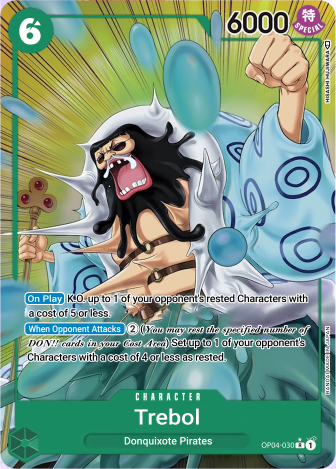 6
6000
特
SPECIAL
HISASHI FUJIWARA
On Play K.O. up to 1 of your opponent's rested Characters with
a cost of 5 or less.
When Opponent Attacks ② (You may rest the specified number of
DON!! cards in your Cost Area) Set up to 1 of your opponent's
Characters with a cost of 4 or less as rested.
CHARACTER
Trebol
Donquixote Pirates
OP04-030 R 1